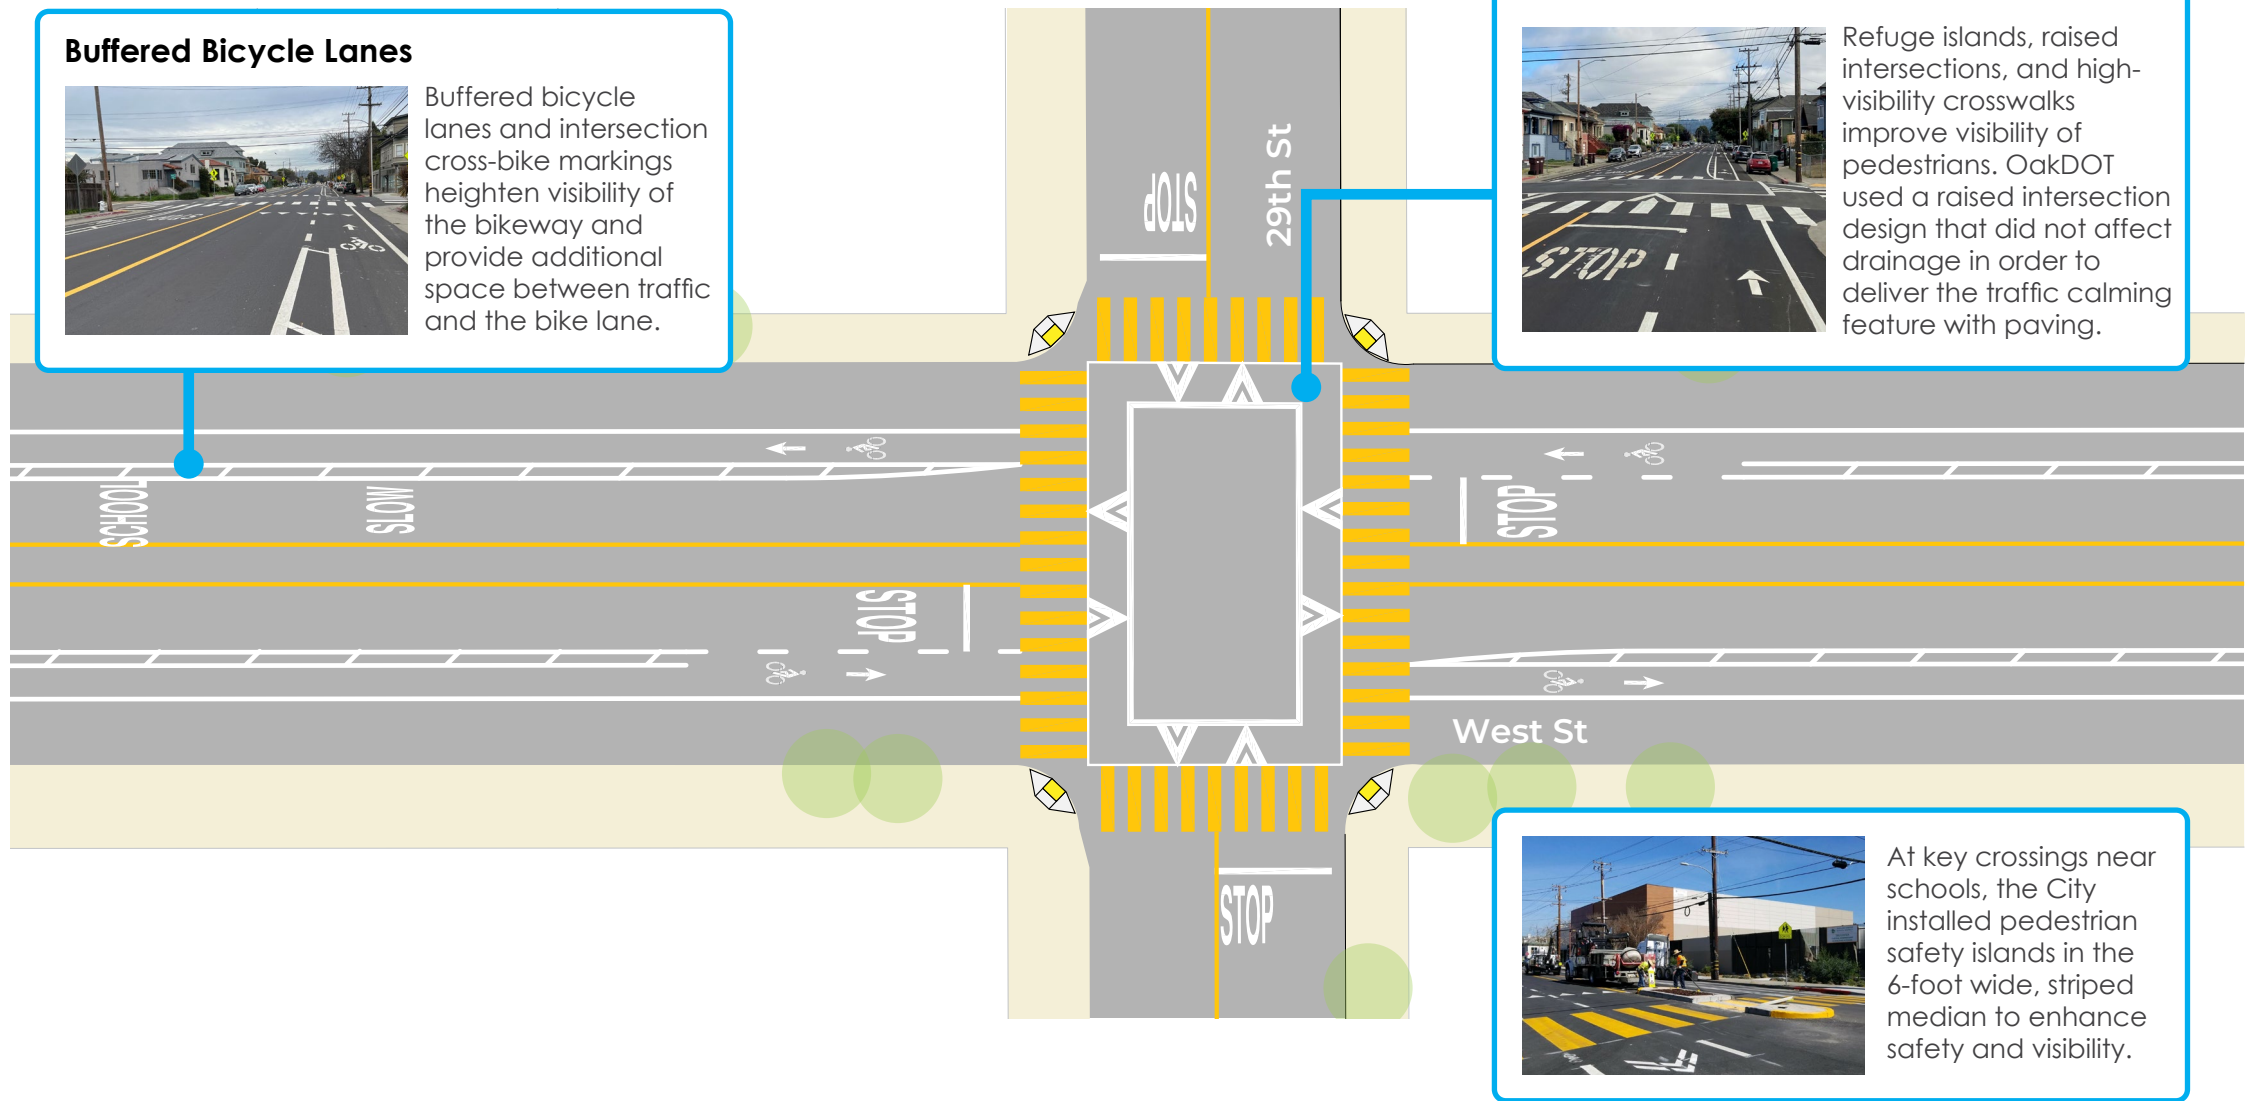 Buffered Bicycle Lanes
Buffered bicycle
lanes and intersection
cross-bike markings
heighten visibility of
the bikeway and
provide additional
space between traffic
and the bike lane.
Refuge islands, raised
intersections, and high-
visibility crosswalks
improve visibility of
pedestrians. OakDOT
used a raised intersection
design that did not affect
drainage in order to
deliver the traffic calming
feature with paving.
STOP
STOP
29th St
SCHOOL
SLOW
STOP
STOP
West St
STOP
At key crossings near
schools, the City
installed pedestrian
safety islands in the
6-foot wide, striped
median to enhance
safety and visibility.